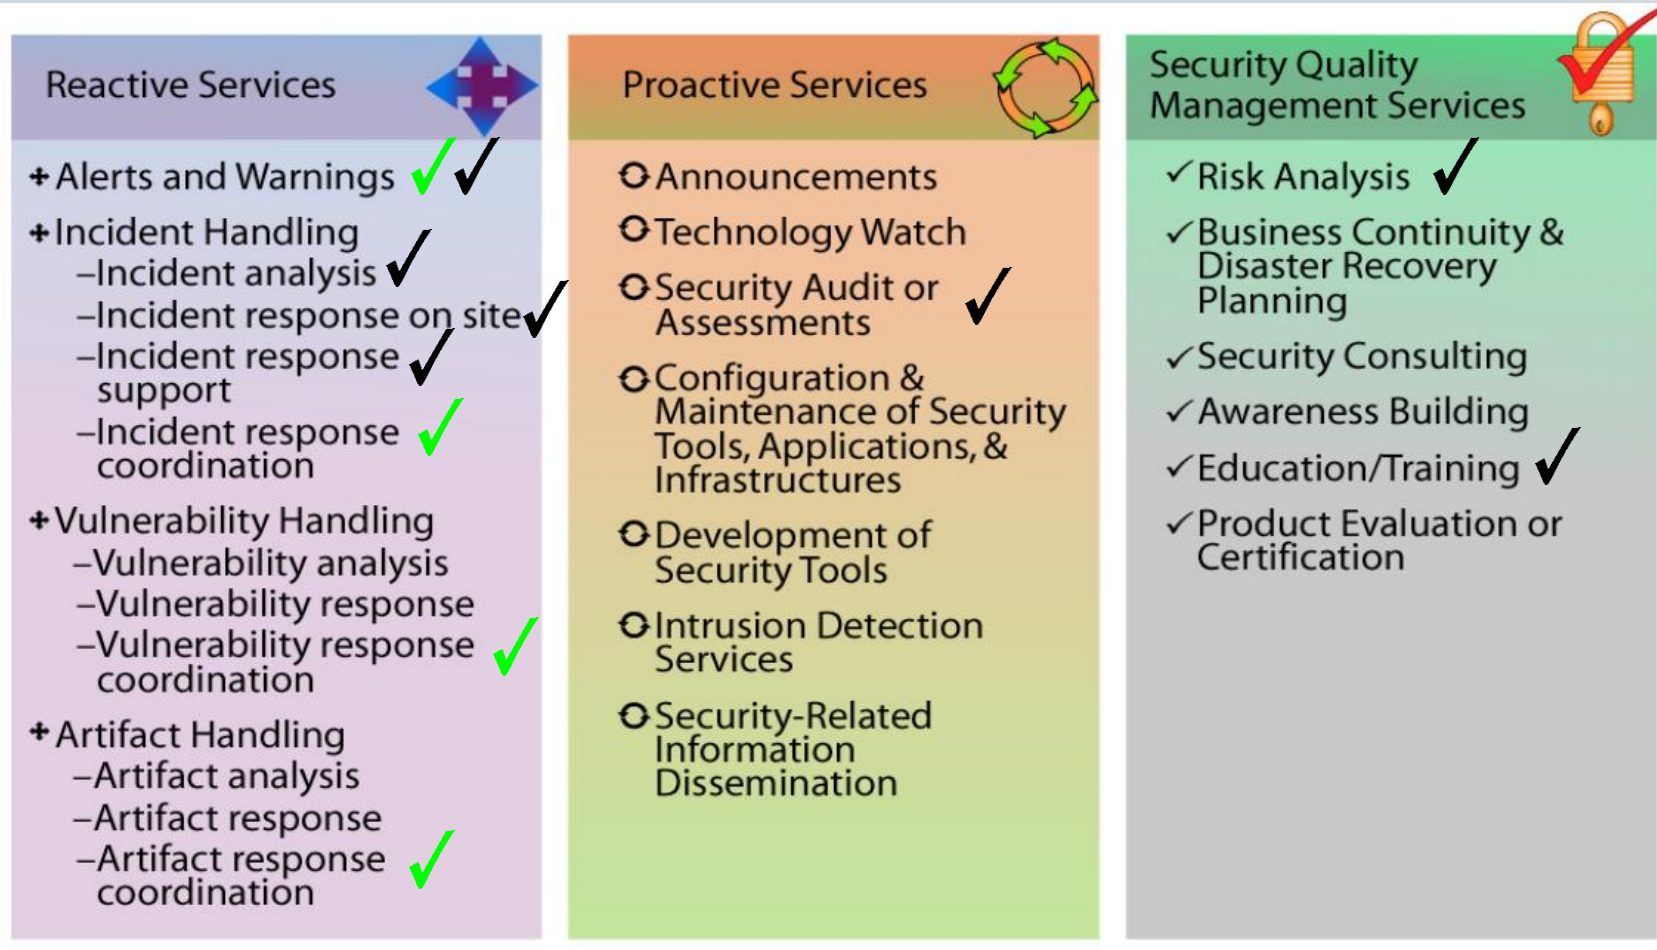 Reactive Services
Alerts and Warnings
Incident Handling
–Incident analysis
–Incident response on site
–Incident response
support
–Incident response
coordination
Vulnerability Handling
–Vulnerability analysis
–Vulnerability response
–Vulnerability response
coordination
Artifact Handling
–Artifact analysis
–Artifact response
–Artifact response
coordination
Proactive Services
Announcements
Technology Watch
Security Audit or
Assessments
Configuration &
Maintenance of Security
Tools, Applications, &
Infrastructures
Development of
Security Tools
Intrusion Detection
Services
Security-Related
Information
Dissemination
Security Quality
Management Services
Risk Analysis
Business Continuity &
Disaster Recovery
Planning
Security Consulting
Awareness Building
Education/Training
Product Evaluation or
Certification